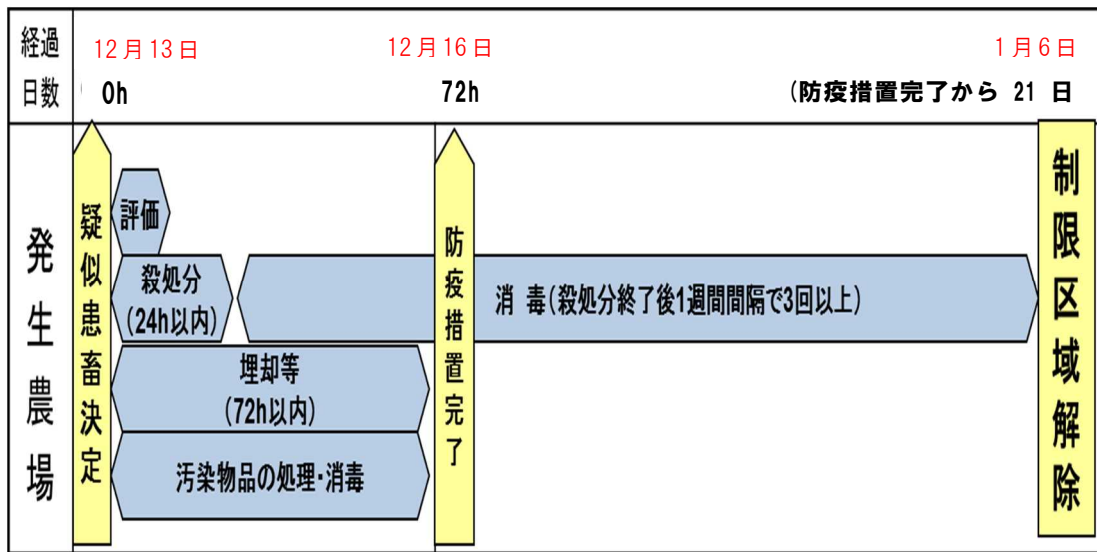 経過
日数
12月13日
12月16日
1月6日
0h
72h
(防疫措置完了から 21 日
発生農場
疑似患畜決定
評価
殺処分
(24h以内)
消 毒(殺処分終了後1週間間隔で3回以上)
埋却等
(72h以内)
汚染物品の処理・消毒
防疫措置完了
制限区域解除